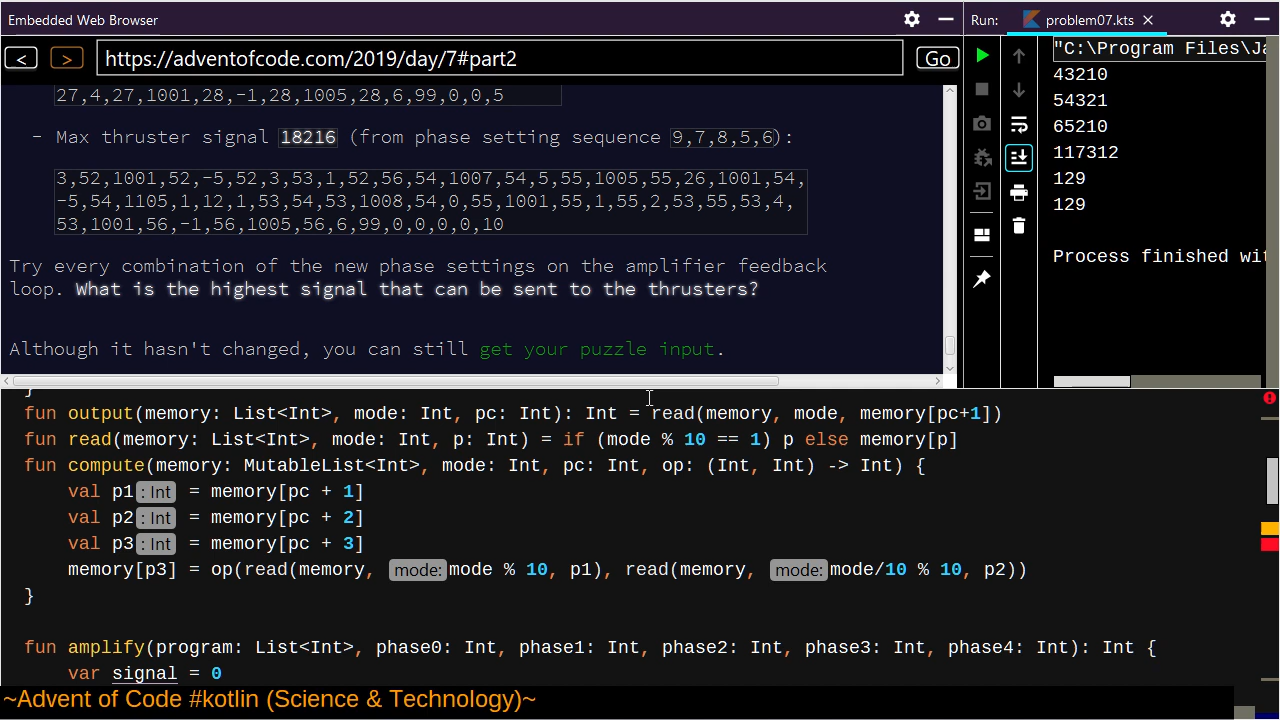 Embedded Web Browser
Run: problem07.kts
< > https://adventofcode.com/2019/day/7#part2 Go
27,4,27,1001,28,-1,28,1005,28,6,99,0,0,5
- Max thruster signal 18216 (from phase setting sequence 9,7,8,5,6):
3,52,1001,52,-5,52,3,53,1,52,56,54,1007,54,5,55,1005,55,26,1001,54,
-5,54,1105,1,12,1,53,54,53,1008,54,0,55,1001,55,1,55,2,53,55,53,4,
53,1001,56,-1,56,1005,56,6,99,0,0,0,0,10
Try every combination of the new phase settings on the amplifier feedback
loop. What is the highest signal that can be sent to the thrusters?
Although it hasn't changed, you can still get your puzzle input.
"C:\Program Files\Ja
43210
54321
65210
117312
129
129
Process finished wit
}
fun output(memory: List<Int>, mode: Int, pc: Int): Int = read(memory, mode, memory[pc+1])
fun read(memory: List<Int>, mode: Int, p: Int) = if (mode % 10 == 1) p else memory[p]
fun compute(memory: MutableList<Int>, mode: Int, pc: Int, op: (Int, Int) -> Int) {
val p1 : Int = memory[pc + 1]
val p2 : Int = memory[pc + 2]
val p3 : Int = memory[pc + 3]
memory[p3] = op(read(memory, mode: mode % 10, p1), read(memory, mode: mode/10 % 10, p2))
}
fun amplify(program: List<Int>, phase0: Int, phase1: Int, phase2: Int, phase3: Int, phase4: Int): Int {
var signal = 0
~Advent of Code #kotlin (Science & Technology)~